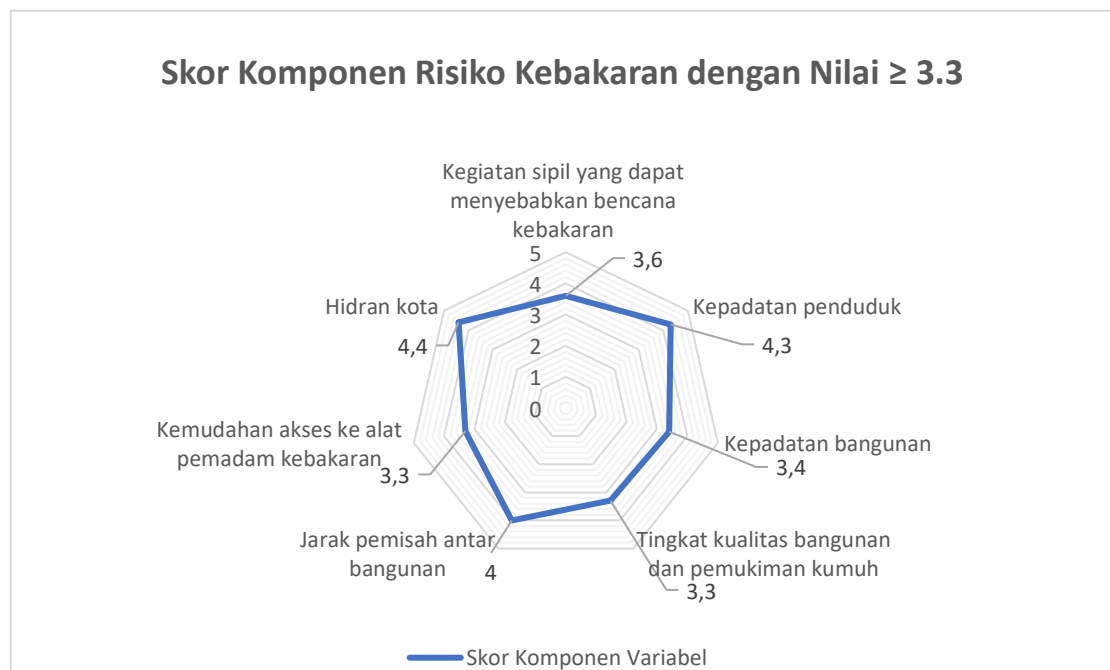 Skor Komponen Risiko Kebakaran dengan Nilai ≥ 3.3
Kegiatan sipil yang dapat
menyebabkan bencana
kebakaran
3,6
Kepadatan penduduk
4,3
Kepadatan bangunan
3,4
Tingkat kualitas bangunan
dan pemukiman kumuh
3,3
Jarak pemisah antar
bangunan
4
Kemudahan akses ke alat
pemadam kebakaran
3,3
Hidran kota
4,4
5
4
3
2
1
0
Skor Komponen Variabel